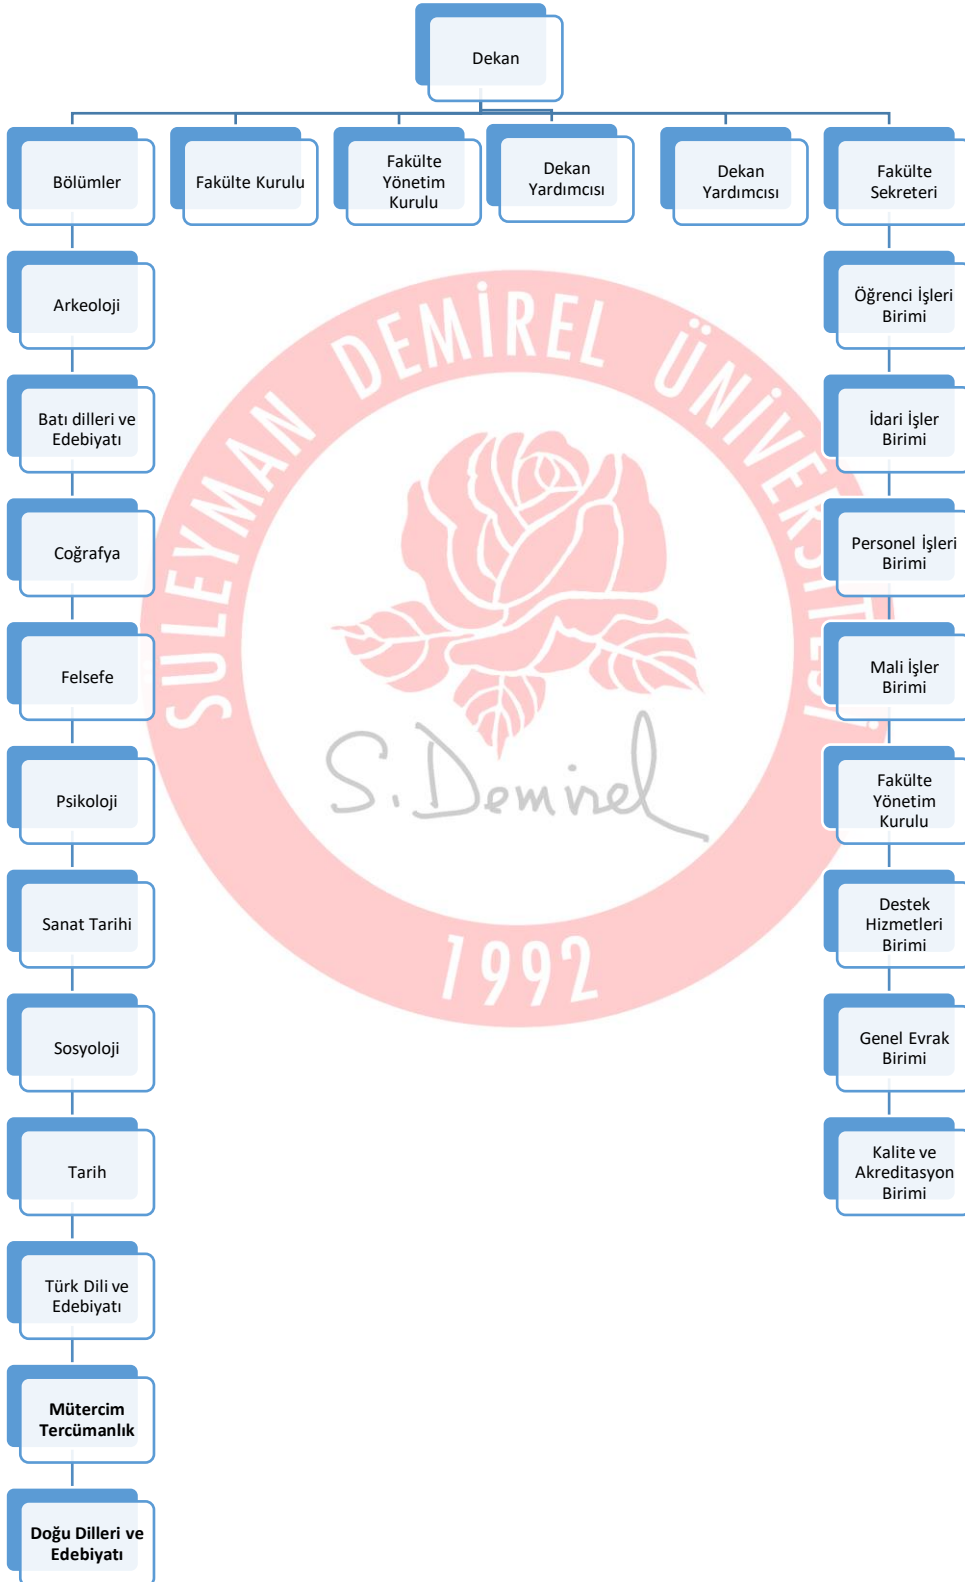 Dekan
Bölümler
Fakülte Kurulu
Fakülte
Yönetim
Kurulu
Dekan
Yardımcısı
Dekan
Yardımcısı
Fakülte
Sekreteri
Arkeoloji
Batı dilleri ve
Edebiyatı
Coğrafya
Felsefe
Psikoloji
Sanat Tarihi
Sosyoloji
Tarih
Türk Dili ve
Edebiyatı
Mütercim
Tercümanlık
Doğu Dilleri ve
Edebiyatı
Öğrenci İşleri
Birimi
İdari İşler
Birimi
Personel İşleri
Birimi
Mali İşler
Birimi
Fakülte
Yönetim
Kurulu
Destek
Hizmetleri
Birimi
Genel Evrak
Birimi
Kalite ve
Akreditasyon
Birimi
SÜLEYMAN DEMİREL ÜNİVERSİTESİ
S. Demirel
1992